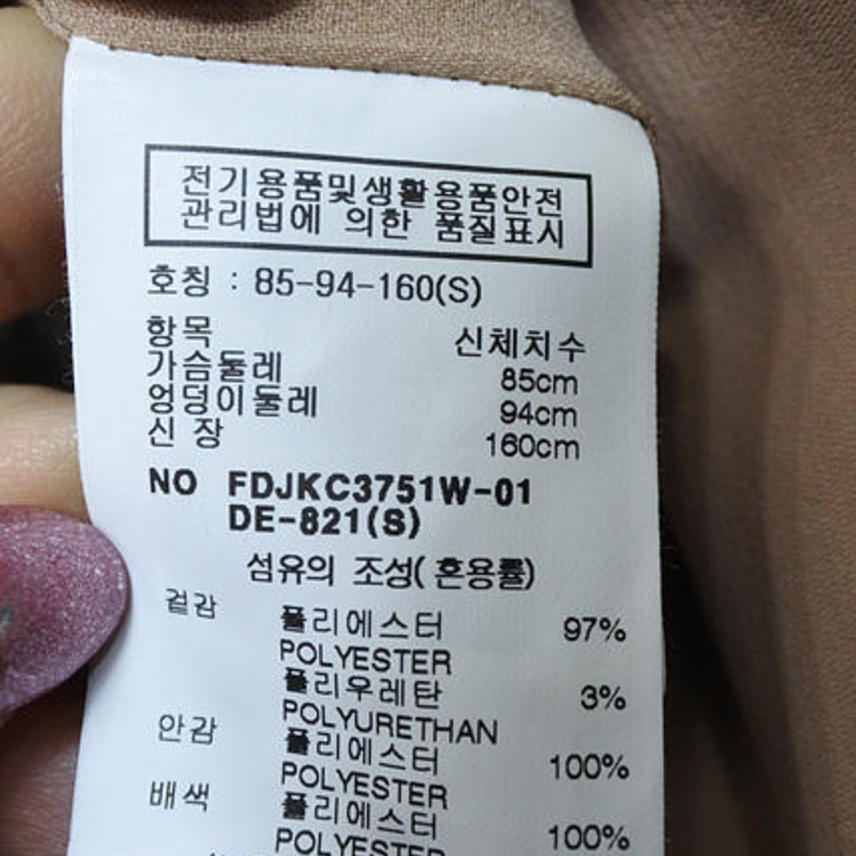 전기용품및생활용품안전
관리법에 의한 품질표시
호칭 : 85-94-160(S)
항목 신체치수
가슴둘레 85cm
엉덩이둘레 94cm
신 장 160cm
NO FDJKC3751W-01
DE-821(S)
섬유의 조성(혼용률)
겉감 폴리에스터 97%
POLYESTER
폴리우레탄 3%
POLYURETHAN
안감 폴리에스터 100%
POLYESTER
배색 폴리에스터 100%
POLYESTER